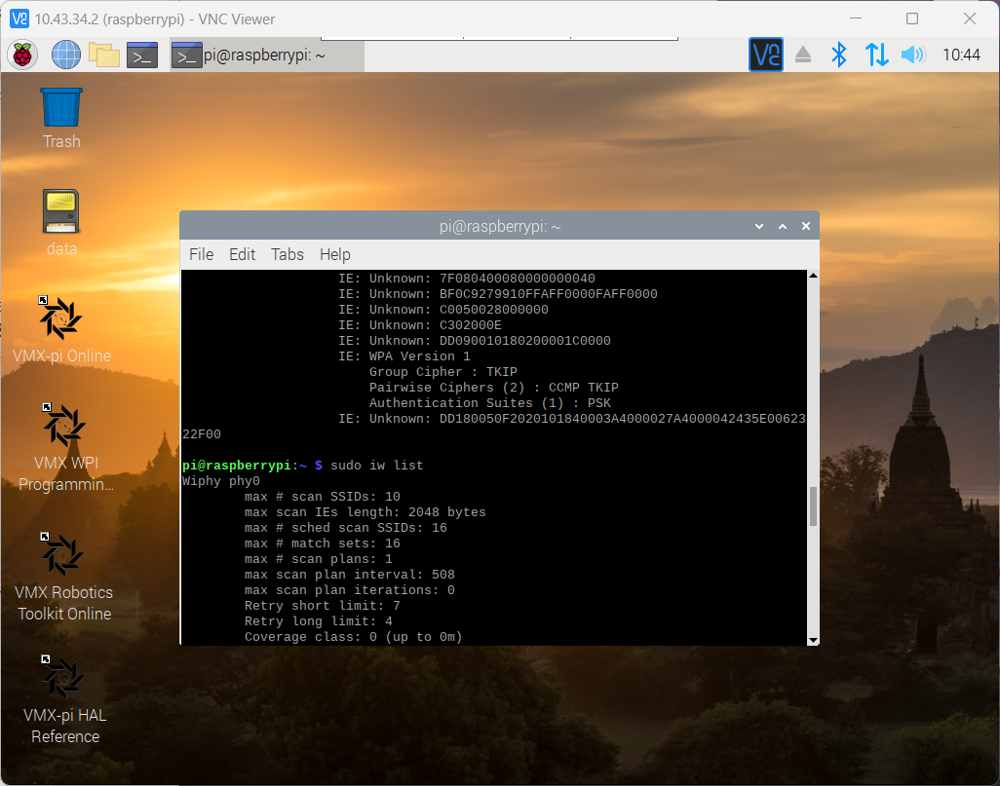 10.43.34.2 (raspberrypi) - VNC Viewer
pi@raspberrypi: ~
10:44
Trash
data
VMX-pi Online
VMX WPI
Programmin...
VMX Robotics
Toolkit Online
VMX-pi HAL
Reference
pi@raspberrypi: ~
File Edit Tabs Help
IE: Unknown: 7F080400080000000040
IE: Unknown: BF0C9279910FFAFF0000FAFF0000
IE: Unknown: C0050028000000
IE: Unknown: C302000E
IE: Unknown: DD090010180200001C0000
IE: WPA Version 1
Group Cipher : TKIP
Pairwise Ciphers (2) : CCMP TKIP
Authentication Suites (1) : PSK
IE: Unknown: DD180050F2020101840003A4000027A4000042435E00623
22F00
pi@raspberrypi:~ $ sudo iw list
Wiphy phy0
max # scan SSIDs: 10
max scan IEs length: 2048 bytes
max # sched scan SSIDs: 16
max # match sets: 16
max # scan plans: 1
max scan plan interval: 508
max scan plan iterations: 0
Retry short limit: 7
Retry long limit: 4
Coverage class: 0 (up to 0m)